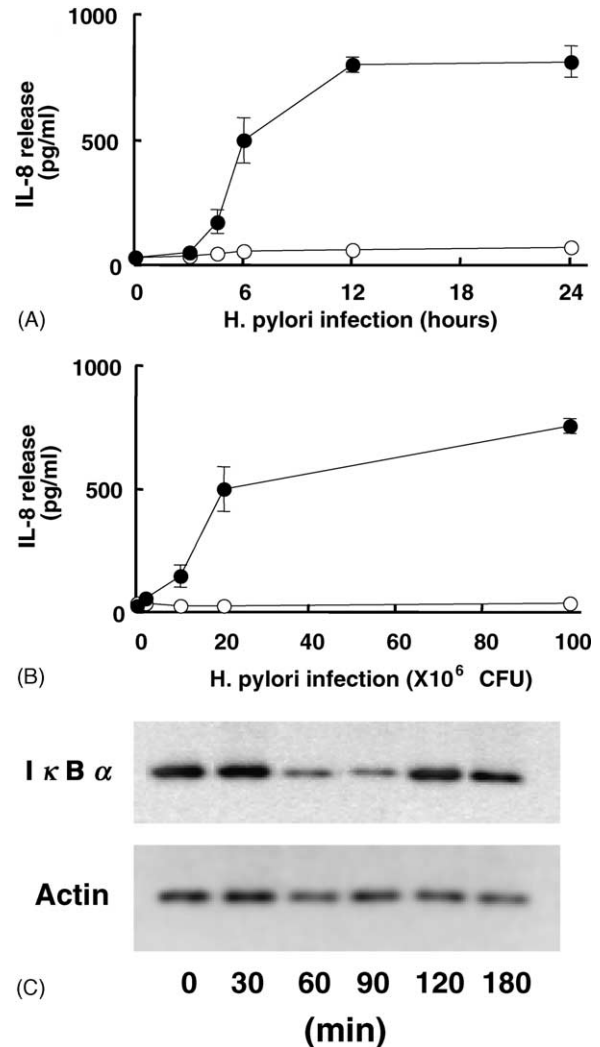 1000
500
0
IL-8 release
(pg/ml)
0 6 12 18 24
(A) H. pylori infection (hours)
1000
500
0
IL-8 release
(pg/ml)
0 20 40 60 80 100
(B) H. pylori infection (X10⁶ CFU)
I κ B α
Actin
(C) 0 30 60 90 120 180
(min)